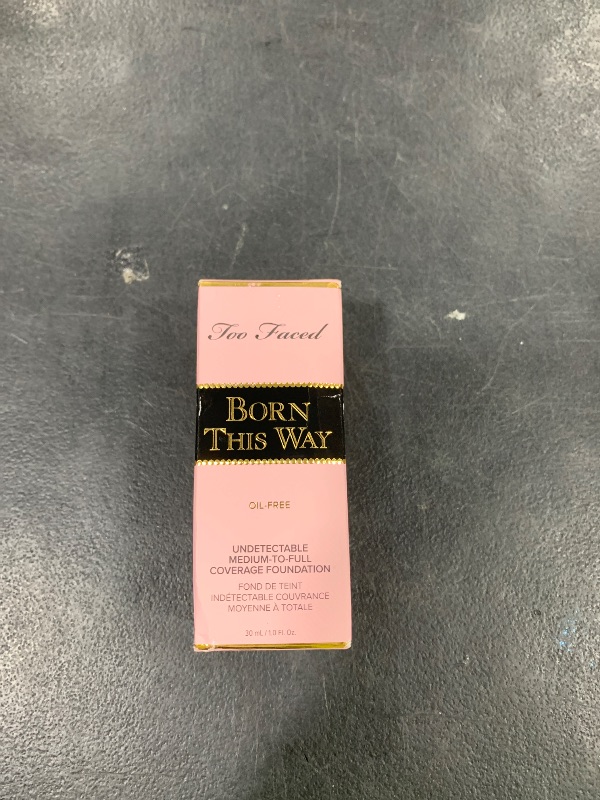 Too Faced
BORN
THIS WAY
OIL-FREE
UNDETECTABLE
MEDIUM-TO-FULL
COVERAGE FOUNDATION
FOND DE TEINT
INDÉTECTABLE COUVRANCE
MOYENNE À TOTALE
30 mL / 1.0 Fl. Oz.